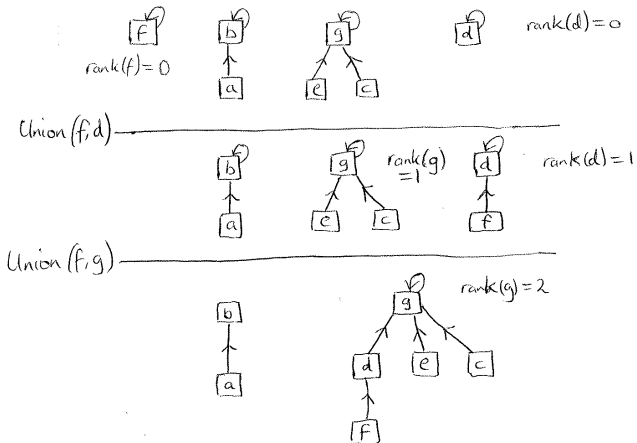 f b g d rank(d)=0
rank(f)=0
a e c
Union(f,d)
b g rank(g) d rank(d)=1
=1
a e c f
Union(f,g)
g rank(g)=2
b
d e c
a
f